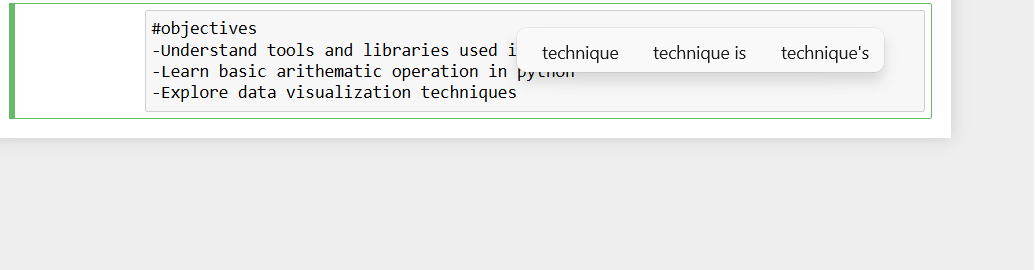 #objectives
-Understand tools and libraries used
technique technique is technique's
-Learn basic arithematic operation in python
-Explore data visualization techniques